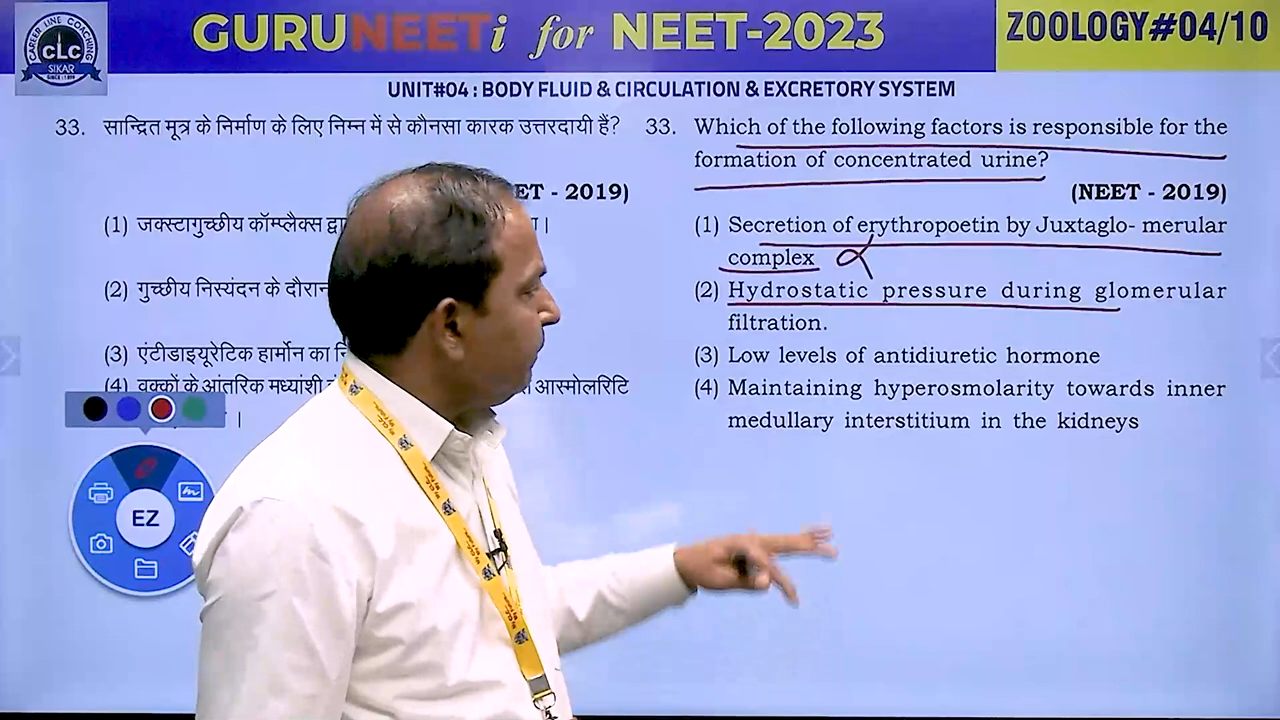 GURUNEETi for NEET-2023
ZOOLOGY#04/10
CAREER LINE COACHING
CLC
SIKAR
UNIT#04 : BODY FLUID & CIRCULATION & EXCRETORY SYSTEM
33. सान्द्रित मूत्र के निर्माण के लिए निम्न में से कौनसा कारक उत्तरदायी हैं?
ET - 2019)
(1) जक्स्टागुच्छीय कॉम्प्लैक्स द्वा
(2) गुच्छीय निस्यंदन के दौरान
(3) एंटीडाइयूरेटिक हार्मोन का
(4) वृक्कों के आंतरिक मध्यांशी आस्मोलरिटि
।
33. Which of the following factors is responsible for the
formation of concentrated urine?
(NEET - 2019)
(1) Secretion of erythropoetin by Juxtaglo- merular
complex
(2) Hydrostatic pressure during glomerular
filtration.
(3) Low levels of antidiuretic hormone
(4) Maintaining hyperosmolarity towards inner
medullary interstitium in the kidneys
EZ